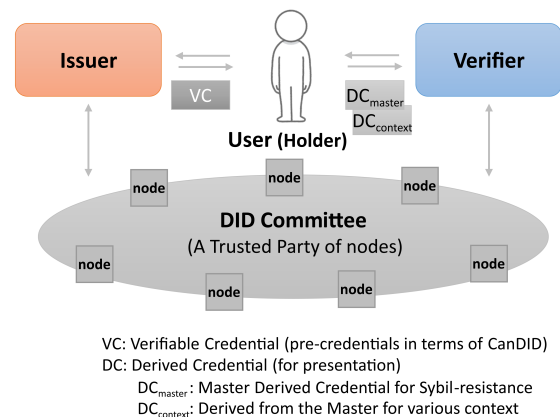 Issuer
Verifier
VC
DCmaster
DCcontext
User (Holder)
node
node
node
DID Committee
(A Trusted Party of nodes)
node
node
node
node
VC: Verifiable Credential (pre-credentials in terms of CanDID)
DC: Derived Credential (for presentation)
DCmaster: Master Derived Credential for Sybil-resistance
DCcontext: Derived from the Master for various context